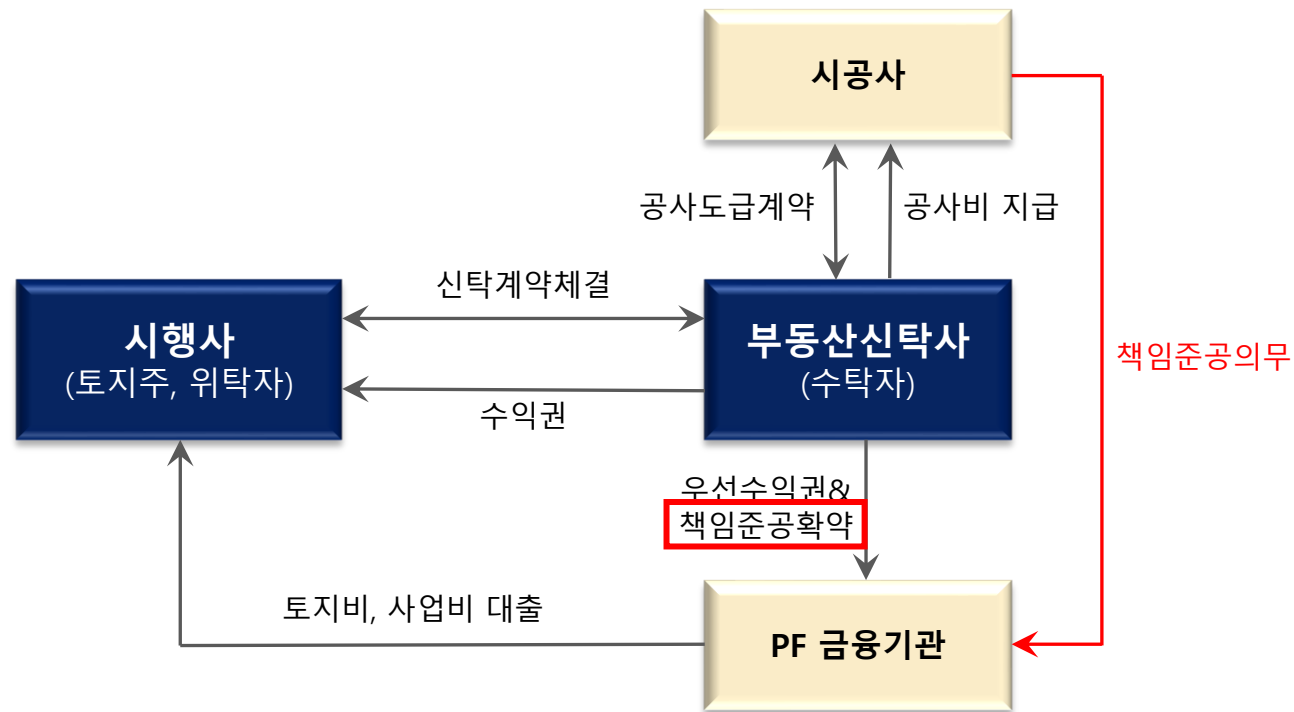 시공사
공사도급계약
공사비 지급
신탁계약체결
시행사
(토지주, 위탁자)
부동산신탁사
(수탁자)
책임준공의무
수익권
우선수익권&
책임준공확약
토지비, 사업비 대출
PF 금융기관